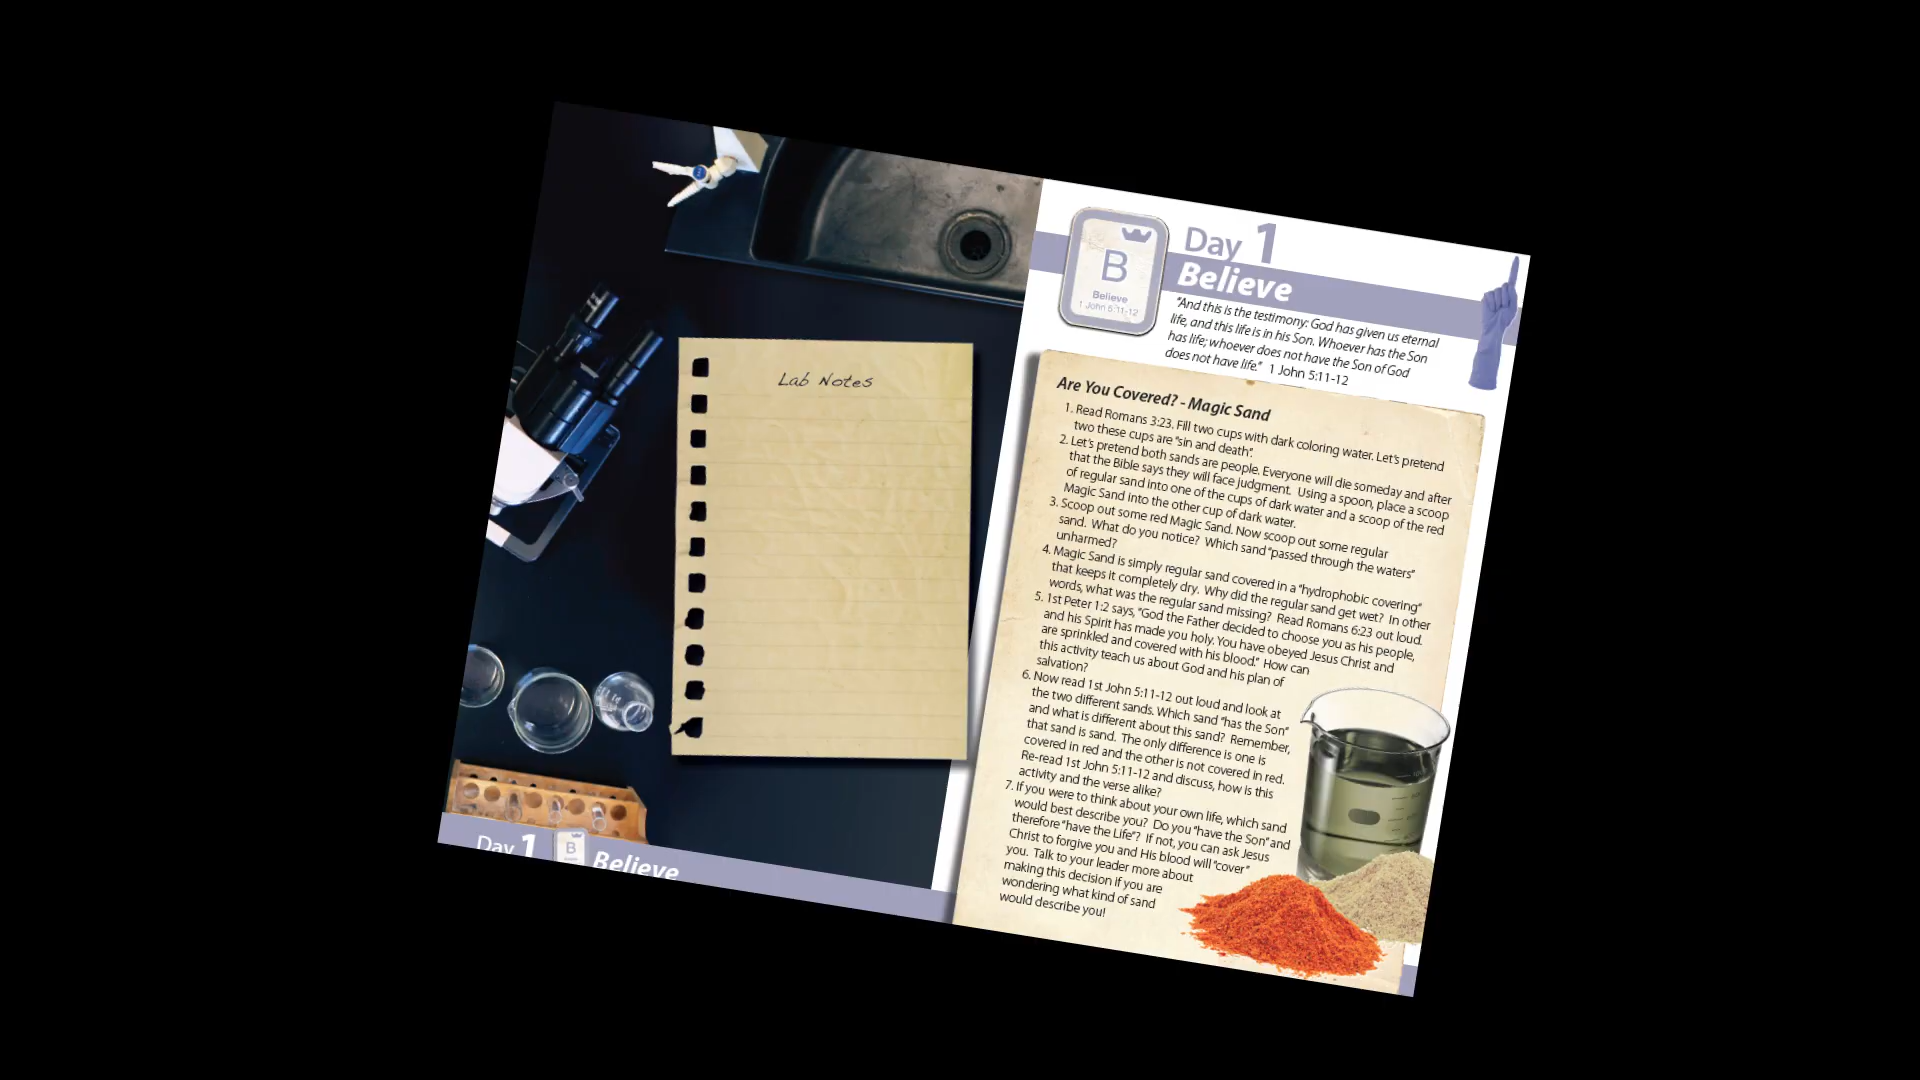 Lab Notes
Day 1
B
Believe
Day 1
Believe
B
Believe
1 John 5:11-12
"And this is the testimony: God has given us eternal
life, and this life is in his Son. Whoever has the Son
has life; whoever does not have the Son of God
does not have life." 1 John 5:11-12
Are You Covered? - Magic Sand
1. Read Romans 3:23. Fill two cups with dark coloring water. Let's pretend
two these cups are "sin and death".
2. Let's pretend both sands are people. Everyone will die someday and after
that the Bible says they will face judgment. Using a spoon, place a scoop
of regular sand into one of the cups of dark water and a scoop of the red
Magic Sand into the other cup of dark water.
3. Scoop out some red Magic Sand. Now scoop out some regular
sand. What do you notice? Which sand "passed through the waters"
unharmed?
4. Magic Sand is simply regular sand covered in a "hydrophobic covering"
that keeps it completely dry. Why did the regular sand get wet? In other
words, what was the regular sand missing? Read Romans 6:23 out loud.
5. 1st Peter 1:2 says, "God the Father decided to choose you as his people,
and his Spirit has made you holy. You have obeyed Jesus Christ and
are sprinkled and covered with his blood." How can
this activity teach us about God and his plan of
salvation?
6. Now read 1st John 5:11-12 out loud and look at
the two different sands. Which sand "has the Son"
and what is different about this sand? Remember,
that sand is sand. The only difference is one is
covered in red and the other is not covered in red.
Re-read 1st John 5:11-12 and discuss, how is this
activity and the verse alike?
7. If you were to think about your own life, which sand
would best describe you? Do you "have the Son" and
therefore "have the Life"? If not, you can ask Jesus
Christ to forgive you and His blood will "cover"
you. Talk to your leader more about
making this decision if you are
wondering what kind of sand
would describe you!